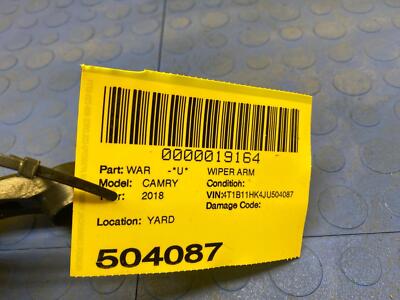 0000019164
Part: WAR -*U* WIPER ARM
Model: CAMRY Condition:
2018 VIN:4T1B11HK4JU504087
Damage Code:
Location: YARD
504087